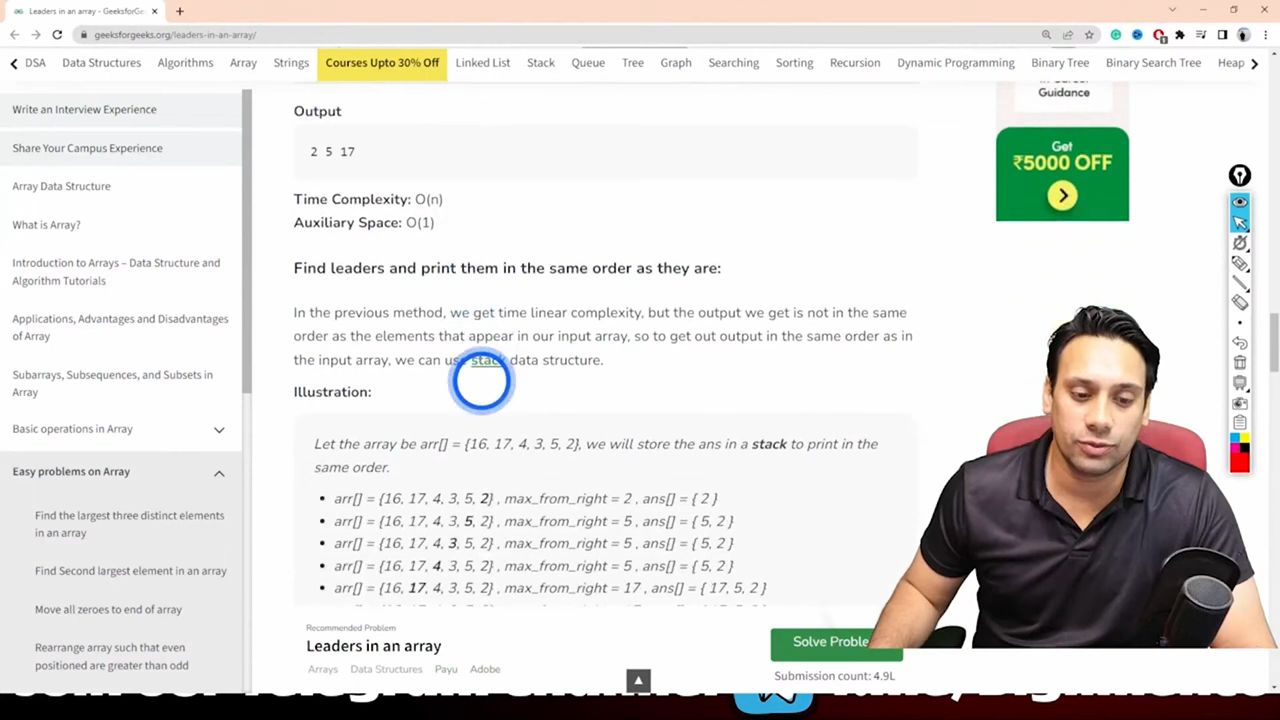 Leaders in an array - GeeksforGe
geeksforgeeks.org/leaders-in-an-array/
DSA Data Structures Algorithms Array Strings Courses Upto 30% Off Linked List Stack Queue Tree Graph Searching Sorting Recursion Dynamic Programming Binary Tree Binary Search Tree Heap
Write an Interview Experience
Share Your Campus Experience
Array Data Structure
What is Array?
Introduction to Arrays – Data Structure and
Algorithm Tutorials
Applications, Advantages and Disadvantages
of Array
Subarrays, Subsequences, and Subsets in
Array
Basic operations in Array
Easy problems on Array
Find the largest three distinct elements
in an array
Find Second largest element in an array
Move all zeroes to end of array
Rearrange array such that even
positioned are greater than odd
Output
2 5 17
Time Complexity: O(n)
Auxiliary Space: O(1)
Find leaders and print them in the same order as they are:
In the previous method, we get time linear complexity, but the output we get is not in the same
order as the elements that appear in our input array, so to get out output in the same order as in
the input array, we can use stack data structure.
Illustration:
Let the array be arr[] = {16, 17, 4, 3, 5, 2}, we will store the ans in a stack to print in the
same order.
• arr[] = {16, 17, 4, 3, 5, 2} , max_from_right = 2 , ans[] = { 2 }
• arr[] = {16, 17, 4, 3, 5, 2} , max_from_right = 5 , ans[] = { 5, 2 }
• arr[] = {16, 17, 4, 3, 5, 2} , max_from_right = 5 , ans[] = { 5, 2 }
• arr[] = {16, 17, 4, 3, 5, 2} , max_from_right = 5 , ans[] = { 5, 2 }
• arr[] = {16, 17, 4, 3, 5, 2} , max_from_right = 17 , ans[] = { 17, 5, 2 }
Recommended Problem
Leaders in an array
Arrays Data Structures Payu Adobe
Solve Proble
Submission count: 4.9L
Guidance
Get
₹5000 OFF